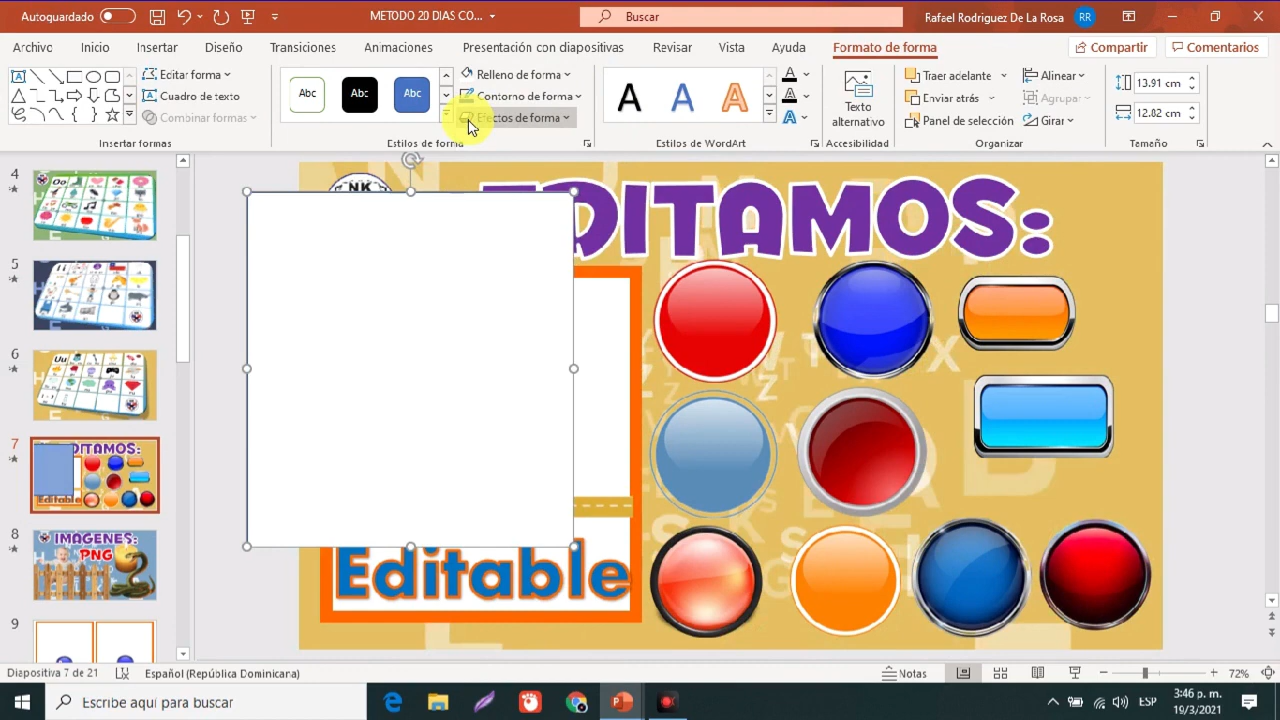 Autoguardado
METODO 20 DIAS CO...
Buscar
Rafael Rodriguez De La Rosa
RR
Archivo
Inicio
Insertar
Diseño
Transiciones
Animaciones
Presentación con diapositivas
Revisar
Vista
Ayuda
Formato de forma
Compartir
Comentarios
Editar forma
Cuadro de texto
Combinar formas
Insertar formas
Abc
Abc
Abc
Relleno de forma
Contorno de forma
Efectos de forma
Estilos de forma
A A A
Estilos de WordArt
Texto
alternativo
Accesibilidad
Traer adelante
Enviar atrás
Panel de selección
Alinear
Agrupar
Girar
Organizar
13.91 cm
12.82 cm
Tamaño
4
5
6
7
8
9
Oo
Uu
DITAMOS:
Editable
IMAGENES:
PNG
NK
DITAMOS:
Editable
Diapositiva 7 de 21
Español (República Dominicana)
Notas
72%
Escribe aquí para buscar
ESP
3:46 p. m.
19/3/2021